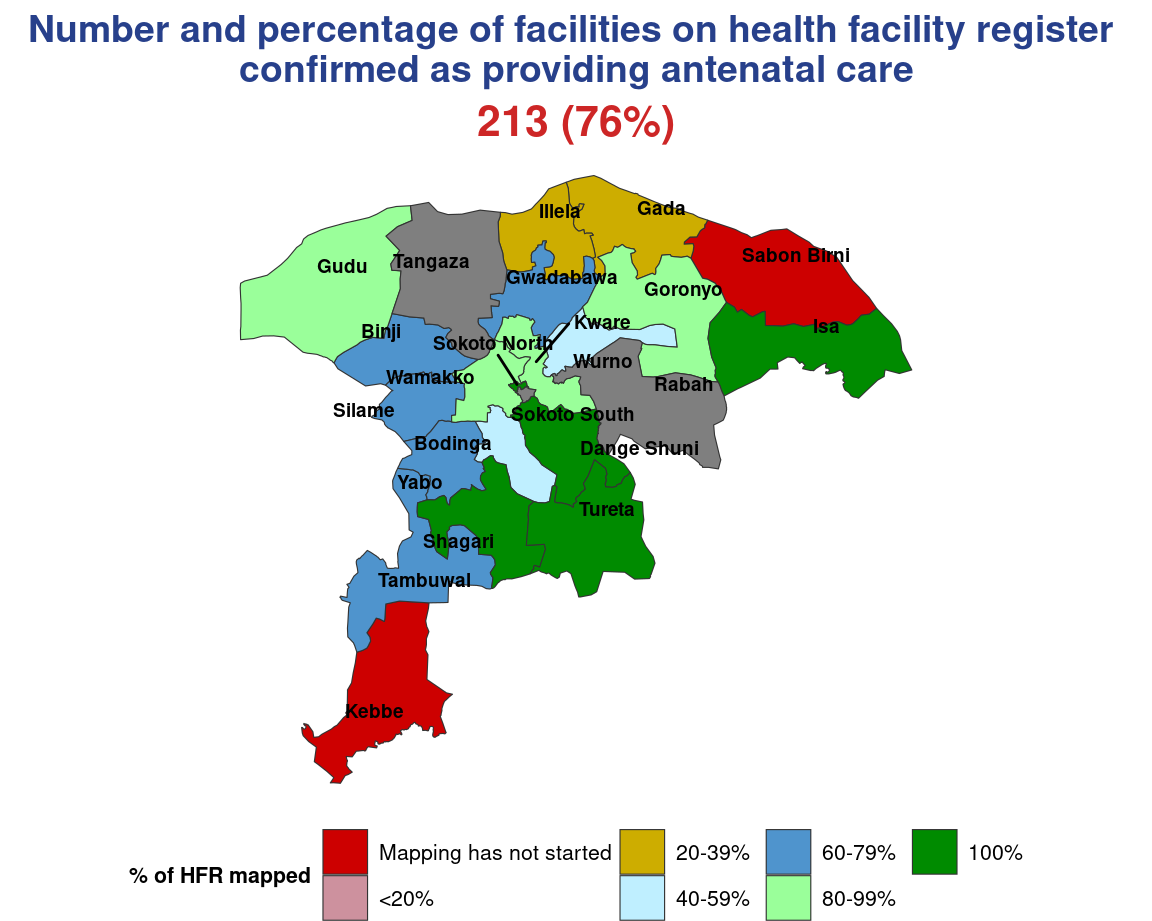 Number and percentage of facilities on health facility register
confirmed as providing antenatal care
213 (76%)
Illela
Gada
Sabon Birni
Gudu
Tangaza
Gwadabawa
Goronyo
Binji
Kware
Isa
Sokoto North
Wurno
Wamakko
Rabah
Silame
Sokoto South
Bodinga
Dange Shuni
Yabo
Tureta
Shagari
Tambuwal
Kebbe
% of HFR mapped
Mapping has not started
<20%
20-39%
40-59%
60-79%
80-99%
100%